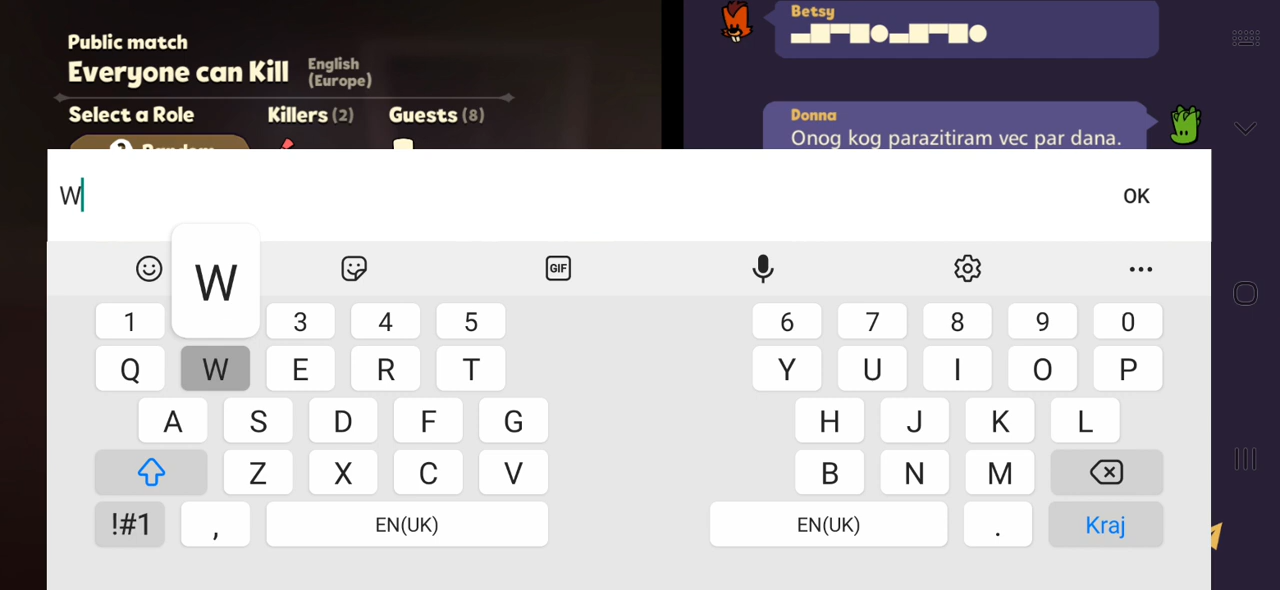 Public match
Everyone can Kill
English
(Europe)
Select a Role
Killers (2)
Guests (8)
Random
Betsy
Donna
Onog kog parazitiram vec par dana.
W
OK
W
GIF
1 3 4 5 6 7 8 9 0
Q W E R T Y U I O P
A S D F G H J K L
Z X C V B N M
!#1 , EN(UK) EN(UK) . Kraj